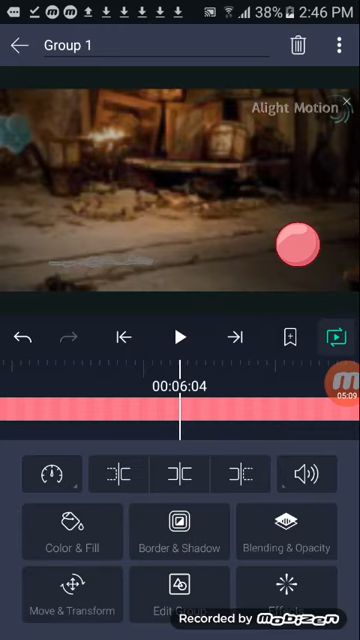 38% 2:46 PM
Group 1
Alight Motion
00:06:04
05:09
Color & Fill
Border & Shadow
Blending & Opacity
Move & Transform
Edit Group
Effects
Recorded by mobizen